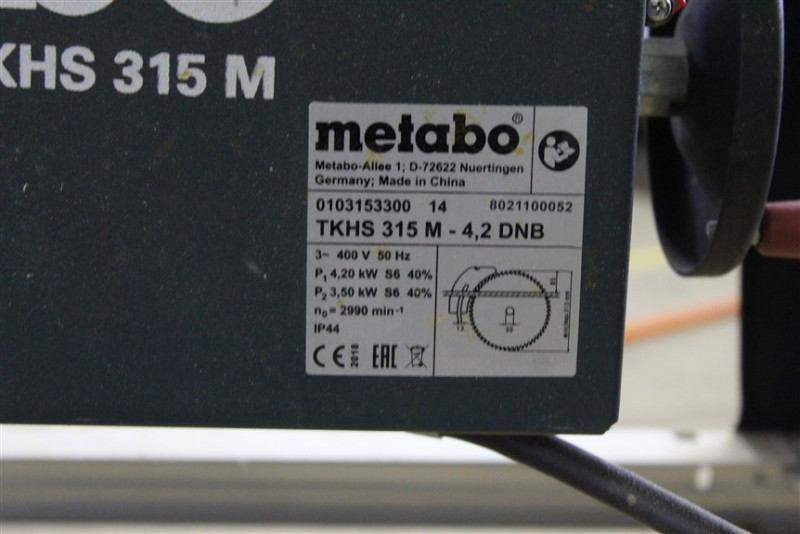 KHS 315 M
metabo®
Metabo-Allee 1; D-72622 Nuertingen
Germany; Made in China
0103153300 14 8021100052
TKHS 315 M - 4,2 DNB
3~ 400 V 50 Hz
P1 4,20 kW S6 40%
P2 3,50 kW S6 40%
n0 = 2990 min-1
IP44
CE 2018 EAC